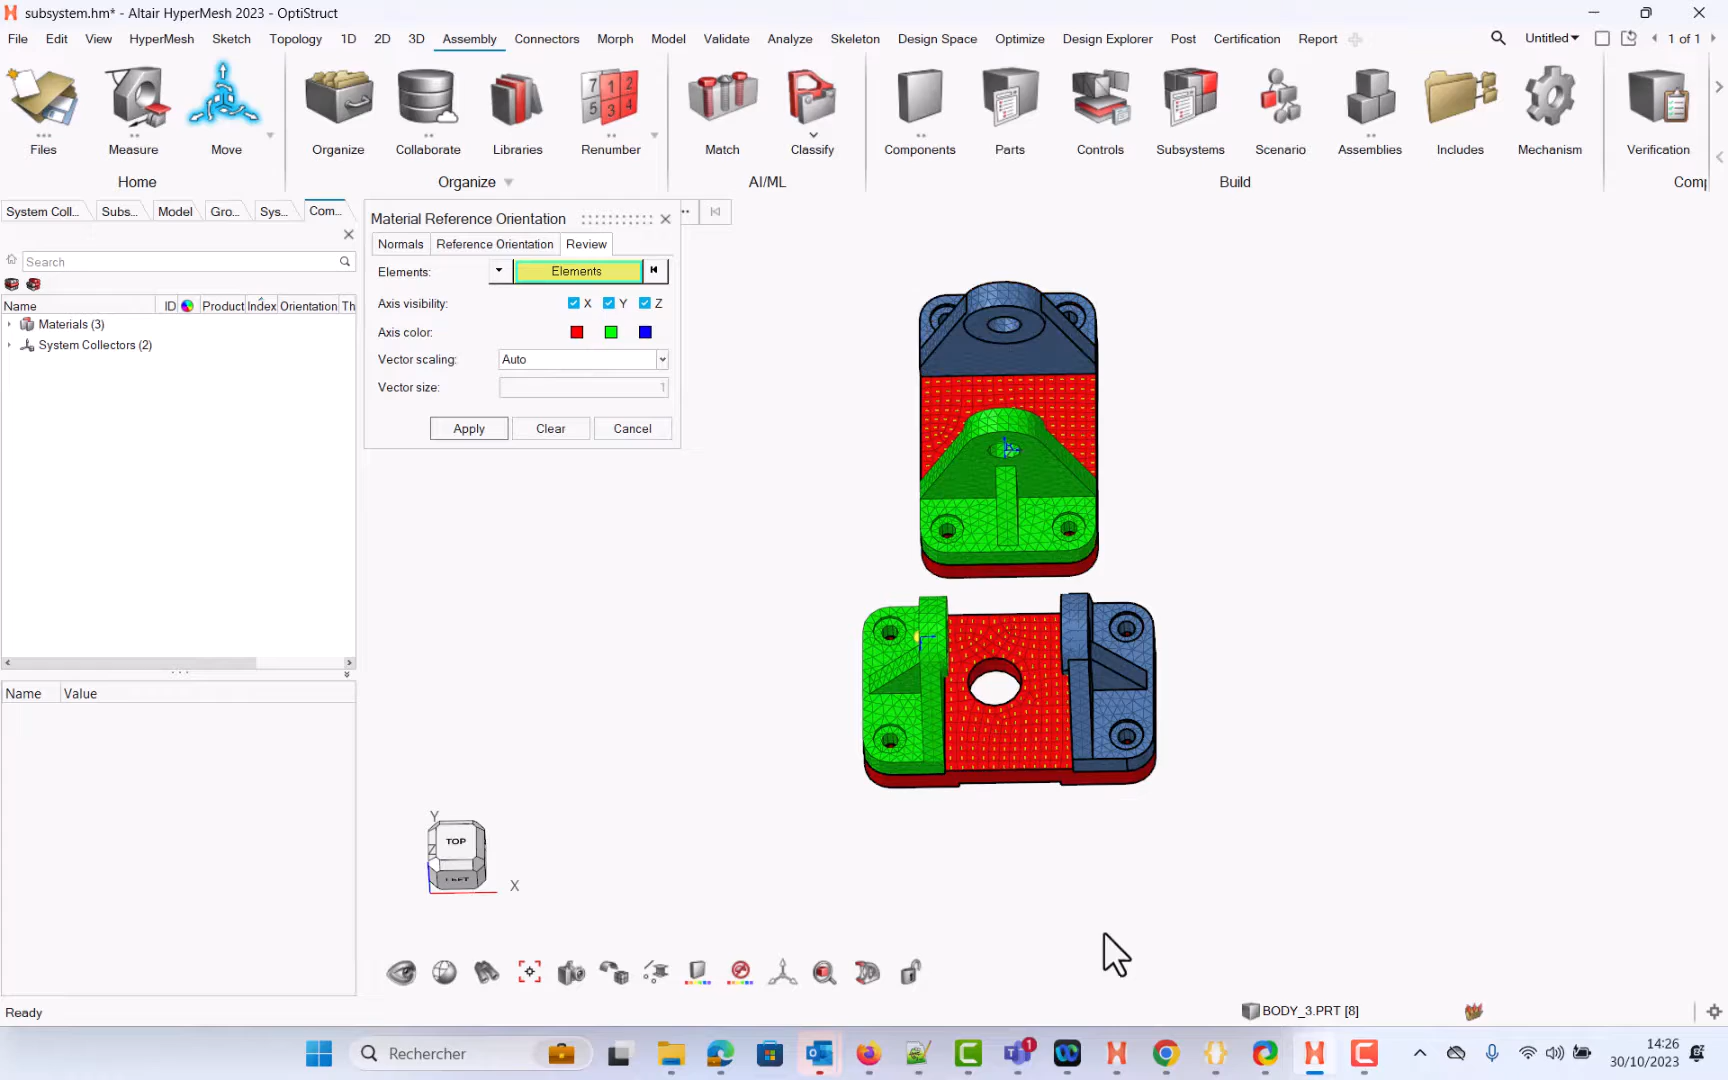 subsystem.hm* - Altair HyperMesh 2023 - OptiStruct
File Edit View HyperMesh Sketch Topology 1D 2D 3D Assembly Connectors Morph Model Validate Analyze Skeleton Design Space Optimize Design Explorer Post Certification Report Untitled 1 of 1
Files Measure Move Organize Collaborate Libraries Renumber Match Classify Components Parts Controls Subsystems Scenario Assemblies Includes Mechanism Verification
Home Organize AI/ML Build Comp
System Coll... Subs... Model Gro... Sys... Com...
Material Reference Orientation
Normals Reference Orientation Review
Search
Elements: Elements
Name ID Product Index Orientation Th
Axis visibility: X Y Z
Materials (3)
Axis color:
System Collectors (2)
Vector scaling: Auto
Vector size: 1
Apply Clear Cancel
Name Value
Y
TOP
Z
LEFT
X
Ready
BODY_3.PRT [8]
Rechercher
1
14:26
30/10/2023